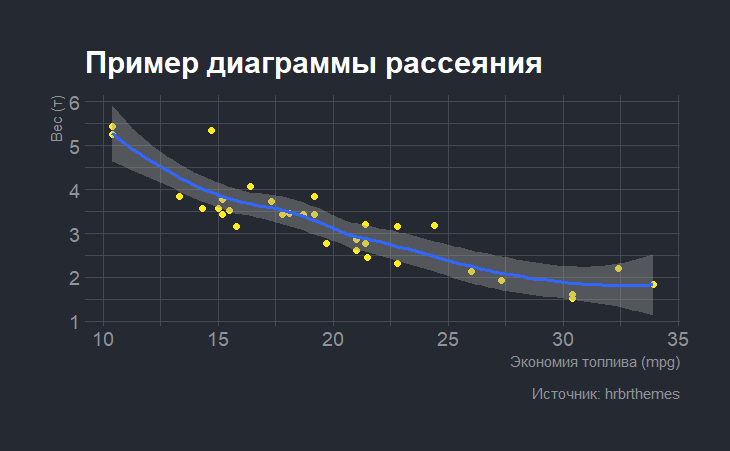 Пример диаграммы рассеяния
Вес (т)
6
5
4
3
2
1
10 15 20 25 30 35
Экономия топлива (mpg)
Источник: hrbrthemes